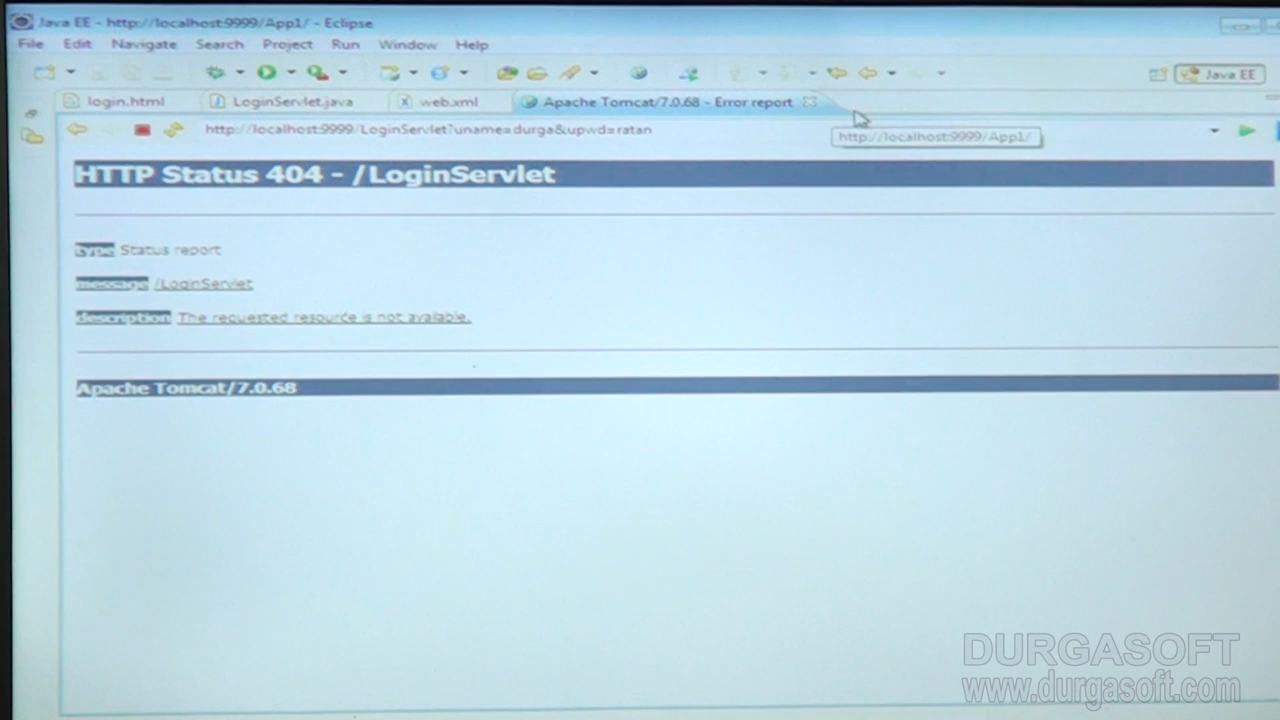 Java EE - http://localhost:9999/App1/ - Eclipse
File Edit Navigate Search Project Run Window Help
Java EE
login.html LoginServlet.java web.xml Apache Tomcat/7.0.68 - Error report
http://localhost:9999/LoginServlet?uname=durga&upwd=ratan
http://localhost:9999/App1/
HTTP Status 404 - /LoginServlet
type Status report
message /LoginServlet
description The requested resource is not available.
Apache Tomcat/7.0.68
DURGASOFT
www.durgasoft.com